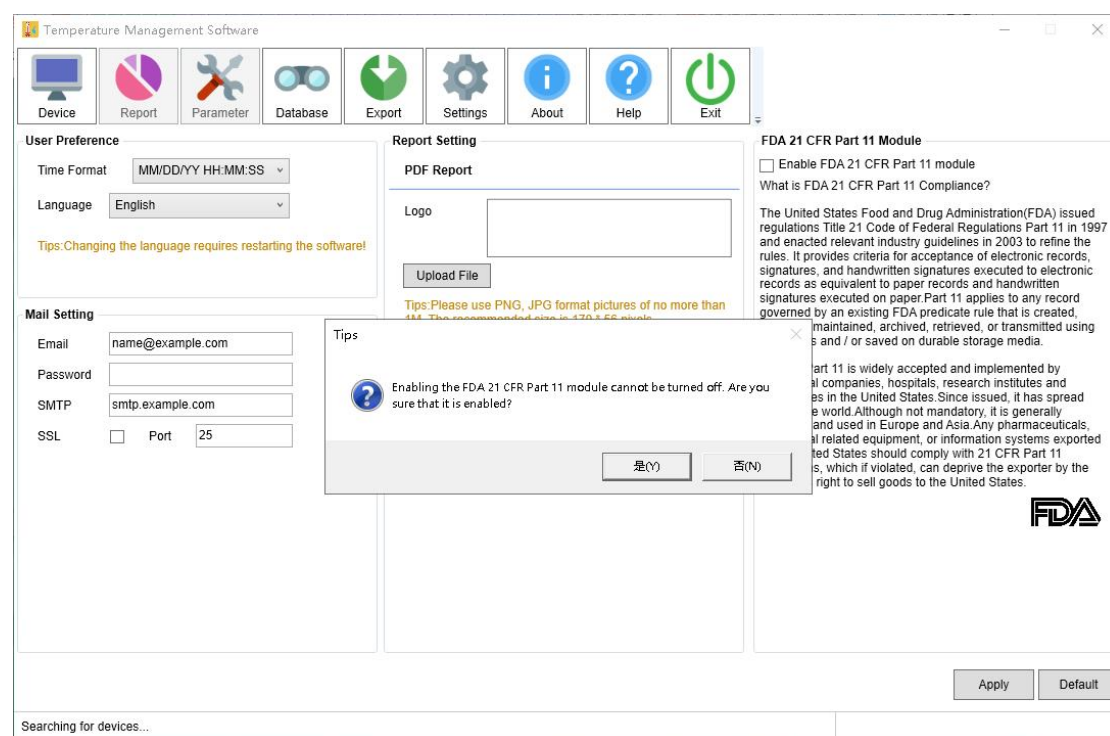 Temperature Management Software
Device
Report
Parameter
Database
Export
Settings
About
Help
Exit
User Preference
Time Format
MM/DD/YY HH:MM:SS
Language
English
Tips:Changing the language requires restarting the software!
Mail Setting
Email
name@example.com
Password
SMTP
smtp.example.com
SSL
Port
25
Report Setting
PDF Report
Logo
Upload File
Tips:Please use PNG, JPG format pictures of no more than
1M. The recommended size is 170 * 56 pixels
Tips
Enabling the FDA 21 CFR Part 11 module cannot be turned off. Are you
sure that it is enabled?
是(Y)
否(N)
FDA 21 CFR Part 11 Module
Enable FDA 21 CFR Part 11 module
What is FDA 21 CFR Part 11 Compliance?
The United States Food and Drug Administration(FDA) issued
regulations Title 21 Code of Federal Regulations Part 11 in 1997
and enacted relevant industry guidelines in 2003 to refine the
rules. It provides criteria for acceptance of electronic records,
signatures, and handwritten signatures executed to electronic
records as equivalent to paper records and handwritten
signatures executed on paper.Part 11 applies to any record
governed by an existing FDA predicate rule that is created,
maintained, archived, retrieved, or transmitted using
s and / or saved on durable storage media.
art 11 is widely accepted and implemented by
al companies, hospitals, research institutes and
es in the United States.Since issued, it has spread
e world.Although not mandatory, it is generally
and used in Europe and Asia.Any pharmaceuticals,
al related equipment, or information systems exported
ted States should comply with 21 CFR Part 11
s, which if violated, can deprive the exporter by the
right to sell goods to the United States.
FDA
Apply
Default
Searching for devices...